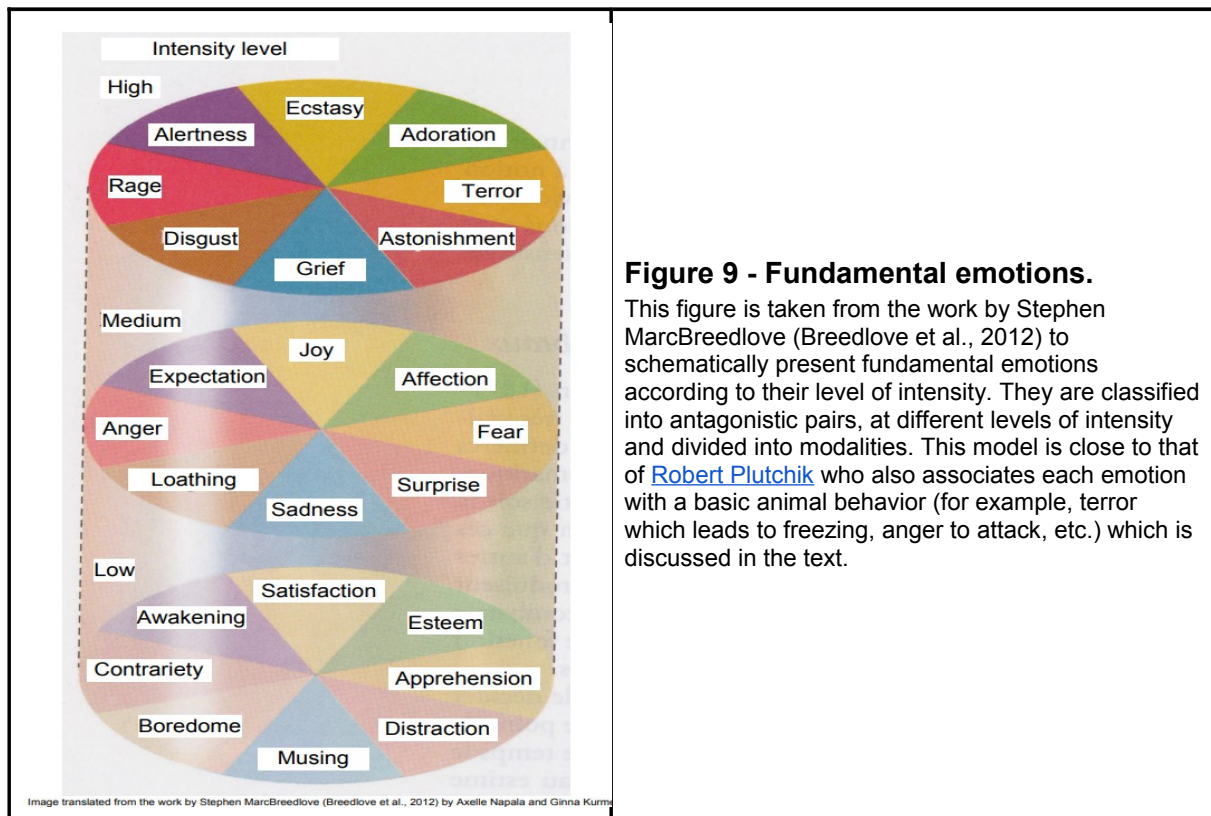 Intensity level
High
Ecstasy
Alertness
Adoration
Rage
Terror
Disgust
Astonishment
Grief
Medium
Joy
Expectation
Affection
Anger
Fear
Loathing
Surprise
Sadness
Low
Satisfaction
Awakening
Esteem
Contrariety
Apprehension
Boredome
Distraction
Musing
Image translated from the work by Stephen MarcBreedlove (Breedlove et al., 2012) by Axelle Napala and Ginna
Figure 9 - Fundamental emotions.
This figure is taken from the work by Stephen
MarcBreedlove (Breedlove et al., 2012) to
schematically present fundamental emotions
according to their level of intensity. They are classified
into antagonistic pairs, at different levels of intensity
and divided into modalities. This model is close to that
of Robert Plutchik who also associates each emotion
with a basic animal behavior (for example, terror
which leads to freezing, anger to attack, etc.) which is
discussed in the text.